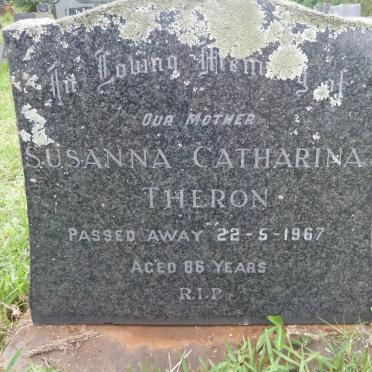 In Loving Memory of
OUR MOTHER
SUSANNA CATHARINA
THERON
PASSED AWAY 22-5-1967
AGED 86 YEARS
R.I.P.